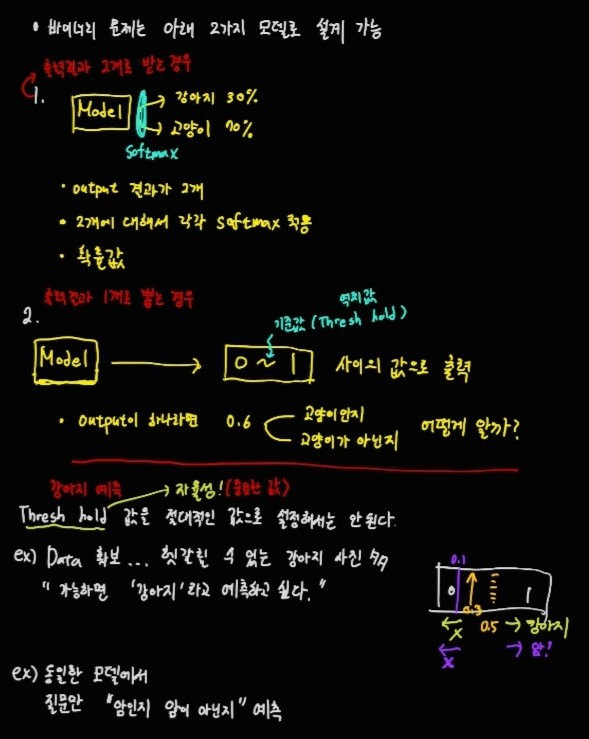 • 바이너리 문제는 아래 2가지 모델로 설계 가능
출력결과 2개로 받는 경우
1.
Model
강아지 30%
고양이 70%
Softmax
• output 결과가 2개
• 2개에 대해서 각각 softmax 적용
• 확률값
출력결과 1개로 뽑는 경우
2.
역치값
기준값 (Thresh hold)
Model
0 ~ 1
사이의 값으로 출력
• output이 하나라면 0.6
고양이인지
고양이가 아닌지
어떻게 알까?
강아지 예측
자율성! (중요한 값)
Thresh hold 값을 절대적인 값으로 설정해서는 안 된다.
ex) Data 확보... 헷갈릴 수 있는 강아지 사진
" 가능하면 '강아지'라고 예측하고 싶다."
0.1
0
1
0.3
X
0.5
강아지
X
암!
ex) 동일한 모델에서
질문만 "암인지 암이 아닌지" 예측